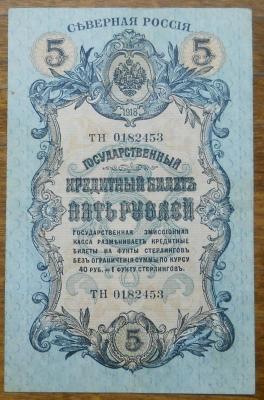 СѢВЕРНАЯ РОССІЯ.
5 5
1918
ТН 0182453
ГОСУДАРСТВЕННЫЙ
КРЕДИТНЫЙ БИЛЕТЪ
ПЯТЬ РУБЛЕЙ
ГОСУДАРСТВЕННАЯ ЭМИССІОННАЯ
КАССА РАЗМѢНИВАЕТЪ КРЕДИТНЫЕ
БИЛЕТЫ НА ФУНТЫ СТЕРЛИНГОВЪ
БЕЗЪ ОГРАНИЧЕНІЯ СУММЫ ПО КУРСУ
40 РУБ. = 1 ФУНТУ СТЕРЛИНГОВЪ.
ТН 0182453
5